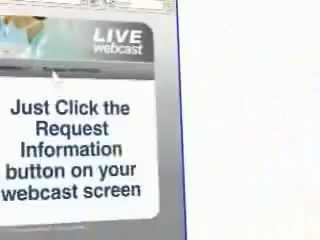 LIVE
webcast
Just Click the
Request
Information
button on your
webcast screen